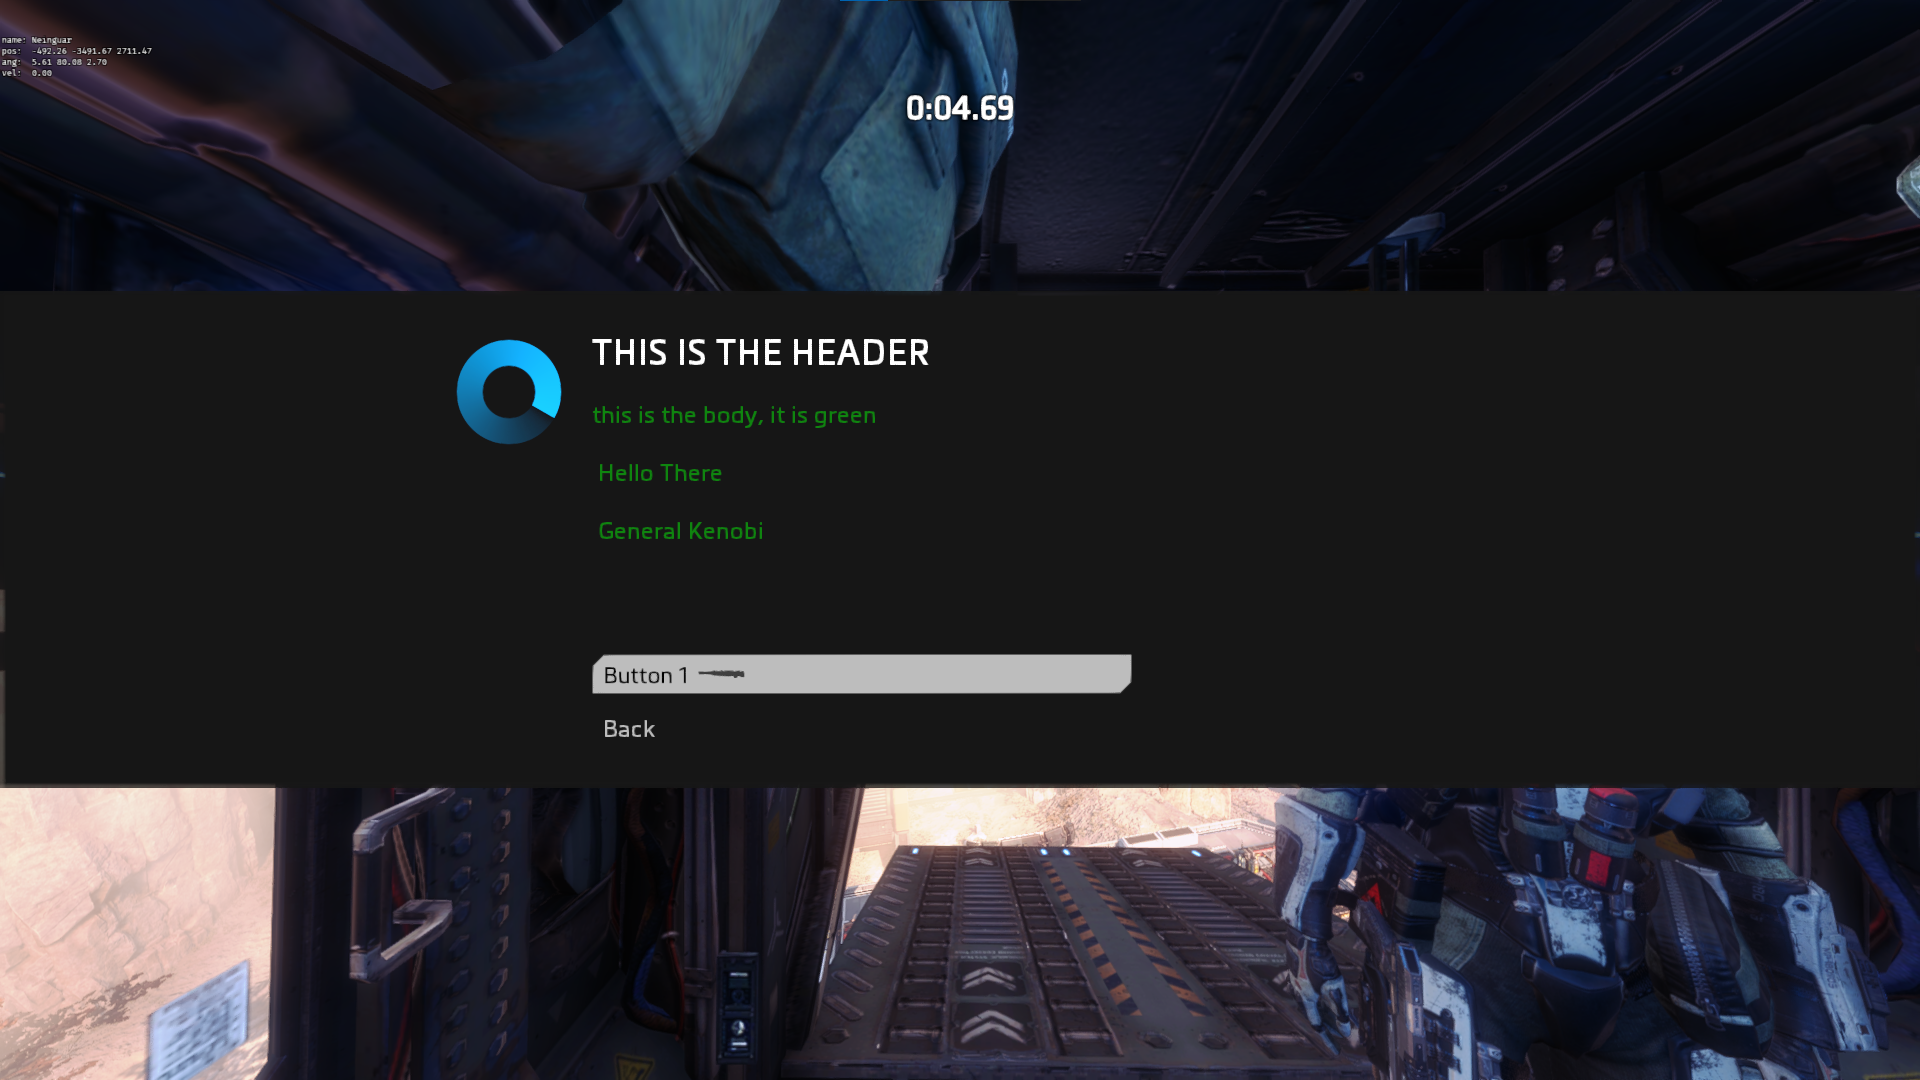 name: Neinguar
pos: -492.26 -3491.67 2711.47
ang: 5.61 80.08 2.70
vel: 0.00
0:04.69
THIS IS THE HEADER
this is the body, it is green
Hello There
General Kenobi
Button 1
Back